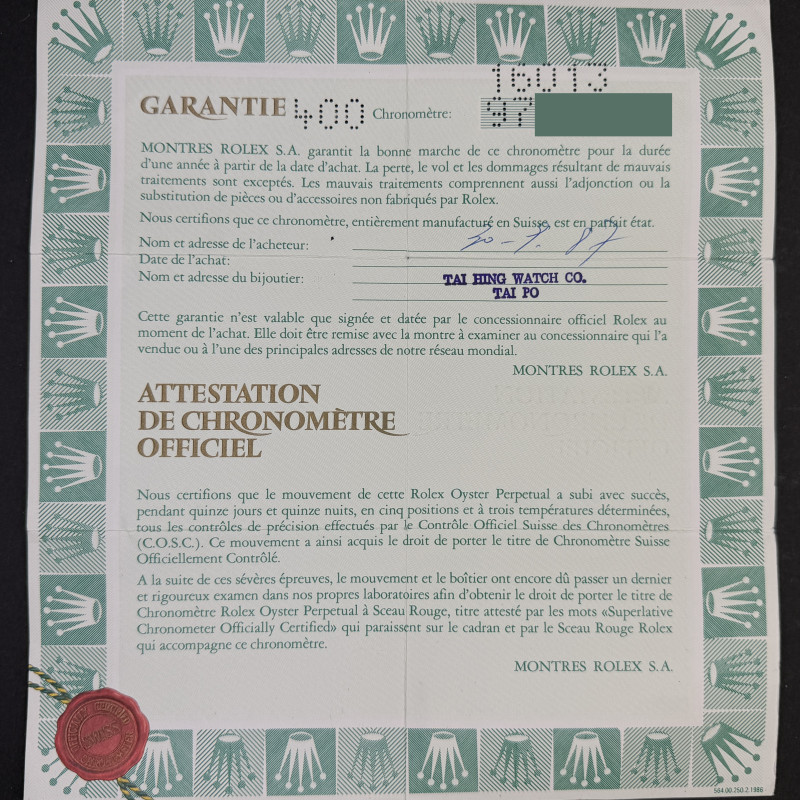 16013
GARANTIE 400 Chronomètre: 97
MONTRES ROLEX S.A. garantit la bonne marche de ce chronomètre pour la durée
d'une année à partir de la date d'achat. La perte, le vol et les dommages résultant de mauvais
traitements sont exceptés. Les mauvais traitements comprennent aussi l'adjonction ou la
substitution de pièces ou d'accessoires non fabriqués par Rolex.
Nous certifions que ce chronomètre, entièrement manufacturé en Suisse, est en parfait état.
Nom et adresse de l'acheteur:
Date de l'achat:
Nom et adresse du bijoutier: TAI HING WATCH CO.
TAI PO
Cette garantie n'est valable que signée et datée par le concessionnaire officiel Rolex au
moment de l'achat. Elle doit être remise avec la montre à examiner au concessionnaire qui l'a
vendue ou à l'une des principales adresses de notre réseau mondial.
MONTRES ROLEX S.A.
ATTESTATION
DE CHRONOMÈTRE
OFFICIEL
Nous certifions que le mouvement de cette Rolex Oyster Perpetual a subi avec succès,
pendant quinze jours et quinze nuits, en cinq positions et à trois températures déterminées,
tous les contrôles de précision effectués par le Contrôle Officiel Suisse des Chronomètres
(C.O.S.C.). Ce mouvement a ainsi acquis le droit de porter le titre de Chronomètre Suisse
Officiellement Contrôlé.
A la suite de ces sévères épreuves, le mouvement et le boîtier ont encore dû passer un dernier
et rigoureux examen dans nos propres laboratoires afin d'obtenir le droit de porter le titre de
Chronomètre Rolex Oyster Perpetual à Sceau Rouge, titre attesté par les mots «Superlative
Chronometer Officially Certified» qui paraissent sur le cadran et par le Sceau Rouge Rolex
qui accompagne ce chronomètre.
MONTRES ROLEX S.A.
564.00.250.2.1986